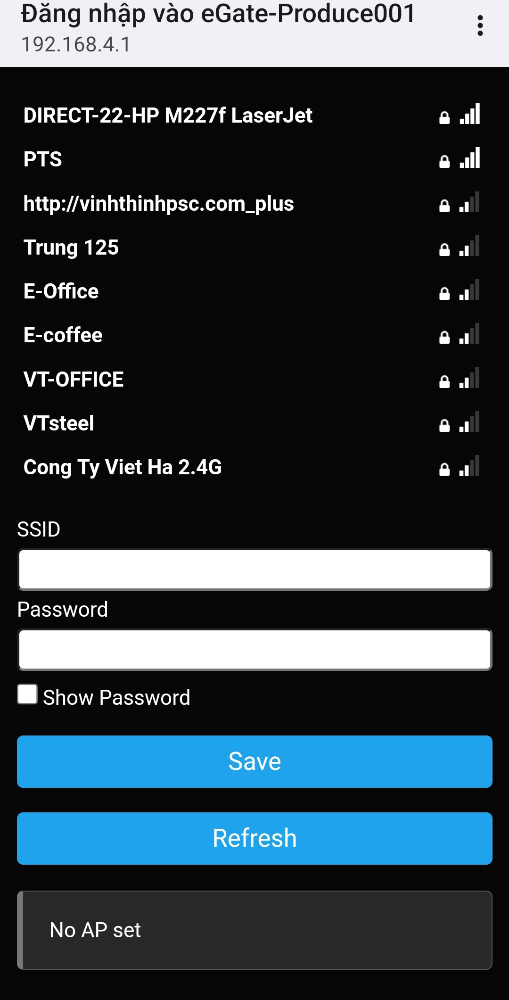 Đăng nhập vào eGate-Produce001
192.168.4.1
DIRECT-22-HP M227f LaserJet
PTS
http://vinhthinhpsc.com_plus
Trung 125
E-Office
E-coffee
VT-OFFICE
VTsteel
Cong Ty Viet Ha 2.4G
SSID
Password
Show Password
Save
Refresh
No AP set